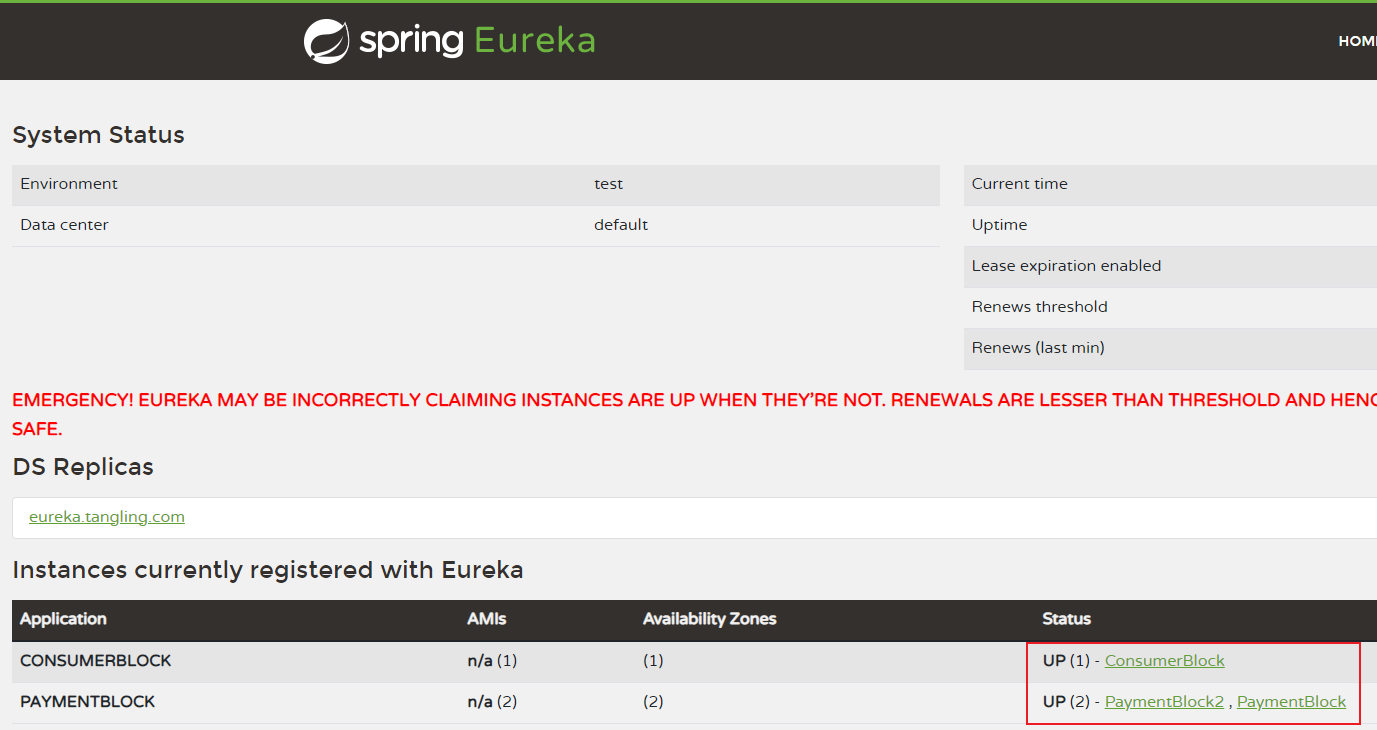 spring Eureka
HOM
System Status
Environment test
Data center default
Current time
Uptime
Lease expiration enabled
Renews threshold
Renews (last min)
EMERGENCY! EUREKA MAY BE INCORRECTLY CLAIMING INSTANCES ARE UP WHEN THEY'RE NOT. RENEWALS ARE LESSER THAN THRESHOLD AND HENC
SAFE.
DS Replicas
eureka.tangling.com
Instances currently registered with Eureka
Application AMIs Availability Zones Status
CONSUMERBLOCK n/a (1) (1) UP (1) - ConsumerBlock
PAYMENTBLOCK n/a (2) (2) UP (2) - PaymentBlock2 , PaymentBlock